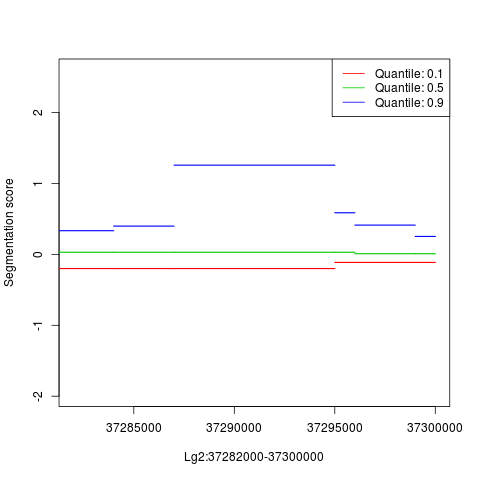 Quantile: 0.1
Quantile: 0.5
Quantile: 0.9
Segmentation score
2
1
0
-1
-2
37285000 37290000 37295000 37300000
Lg2:37282000-37300000